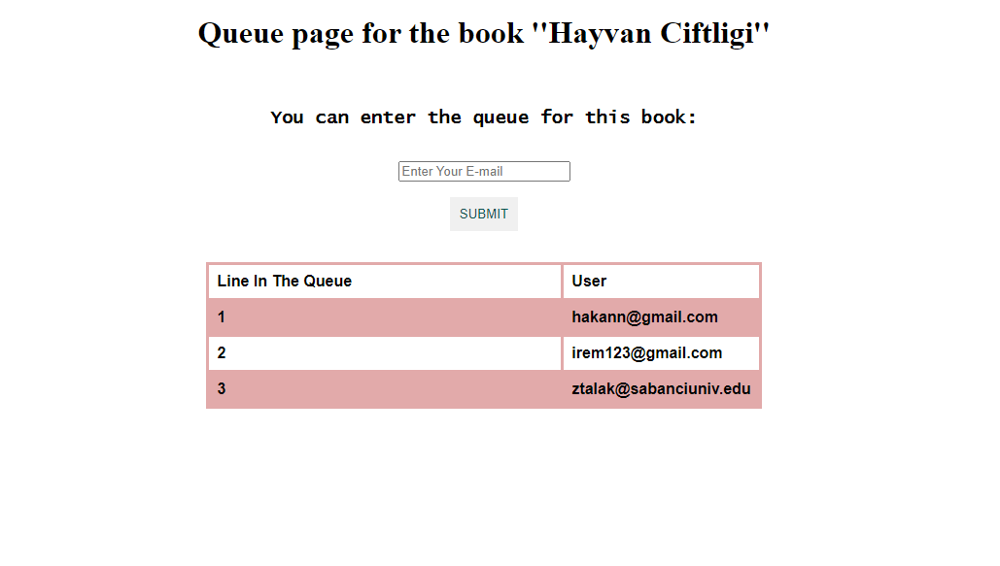 Queue page for the book "Hayvan Ciftligi"
You can enter the queue for this book:
Enter Your E-mail
SUBMIT
Line In The Queue User
1 hakann@gmail.com
2 irem123@gmail.com
3 ztalak@sabanciuniv.edu